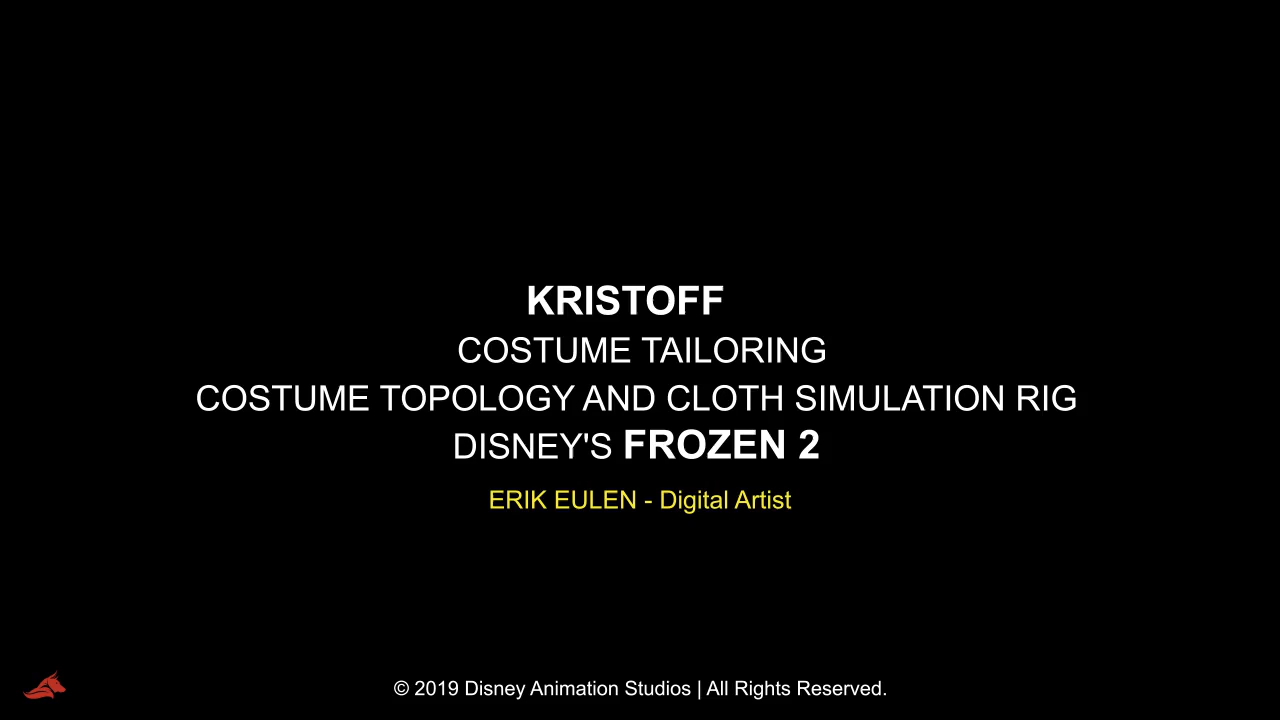 KRISTOFF
COSTUME TAILORING
COSTUME TOPOLOGY AND CLOTH SIMULATION RIG
DISNEY'S FROZEN 2
ERIK EULEN - Digital Artist
© 2019 Disney Animation Studios | All Rights Reserved.